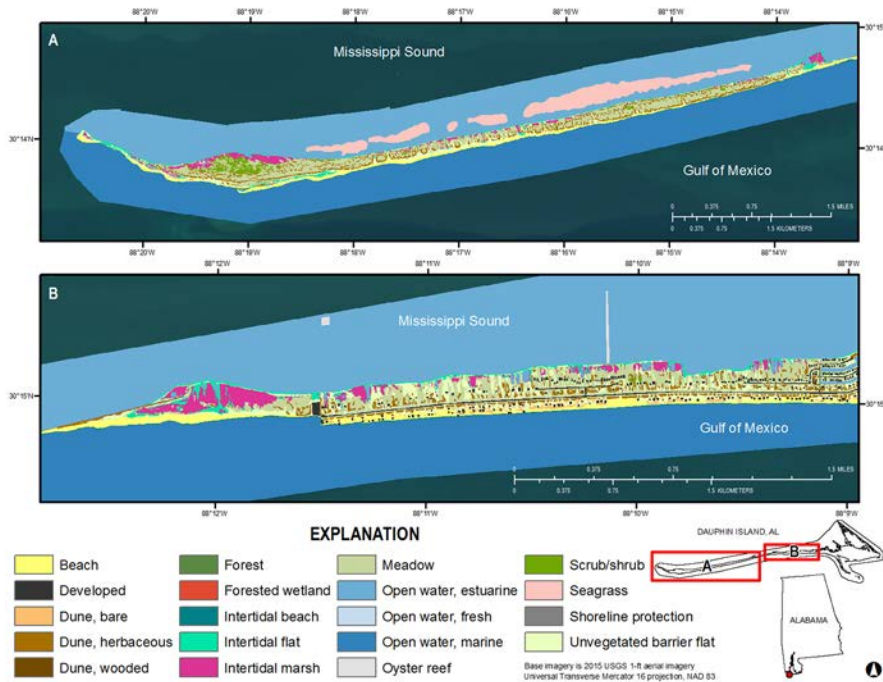 88°20'W 88°19'W 88°18'W 88°17'W 88°16'W 88°15'W 88°14'W
A
Mississippi Sound
30°15'N
30°14'N
30°14'N
Gulf of Mexico
0 0.375 0.75 1.5 MILES
0 0.375 0.75 1.5 KILOMETERS
88°20'W 88°19'W 88°18'W 88°17'W 88°16'W 88°15'W 88°14'W
88°12'W 88°11'W 88°10'W 88°9'W
B
Mississippi Sound
30°15'N
30°15'N
Gulf of Mexico
0 0.375 0.75 1.5 MILES
0 0.375 0.75 1.5 KILOMETERS
88°12'W 88°11'W 88°10'W 88°9'W
EXPLANATION
Beach
Developed
Dune, bare
Dune, herbaceous
Dune, wooded
Forest
Forested wetland
Intertidal beach
Intertidal flat
Intertidal marsh
Meadow
Open water, estuarine
Open water, fresh
Open water, marine
Oyster reef
Scrub/shrub
Seagrass
Shoreline protection
Unvegetated barrier flat
Base imagery is 2015 USGS 1-ft aerial imagery
Universal Transverse Mercator 16 projection, NAD 83
DAUPHIN ISLAND, AL
A
B
ALABAMA